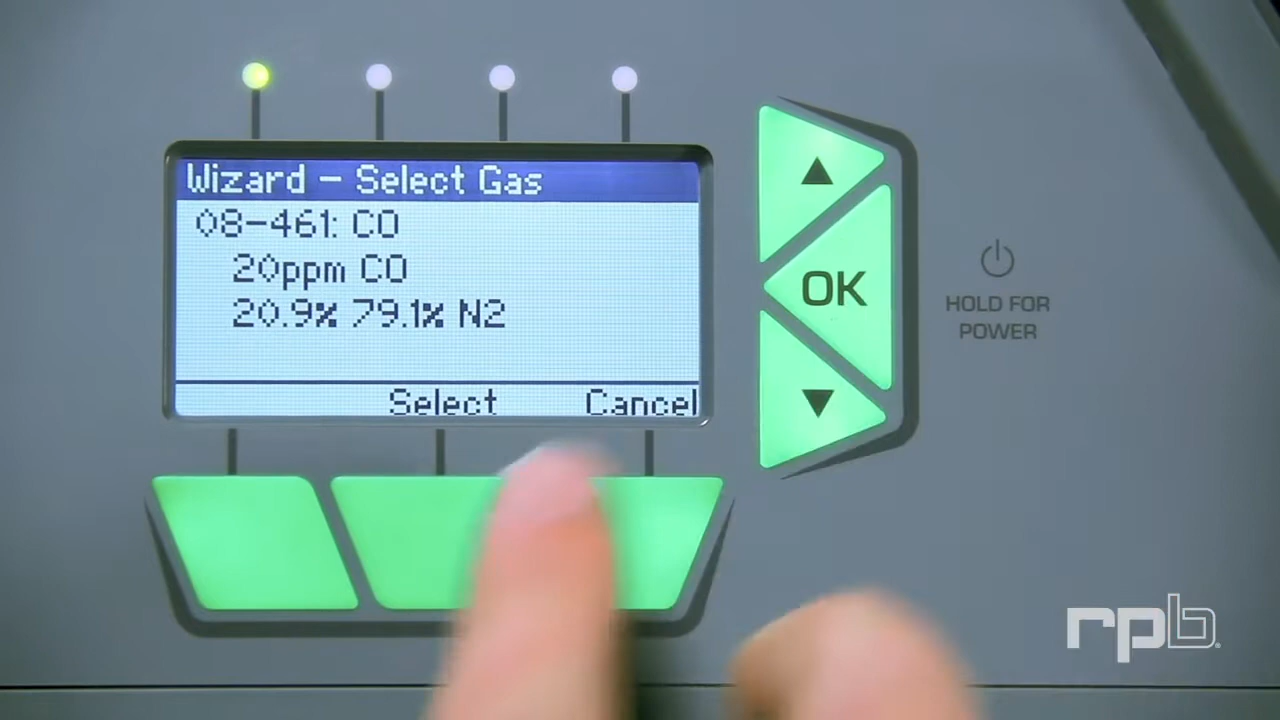 Wizard - Select Gas
08-461: CO
20ppm CO
20.9% 79.1% N2
Select Cancel
OK
HOLD FOR
POWER
rpb